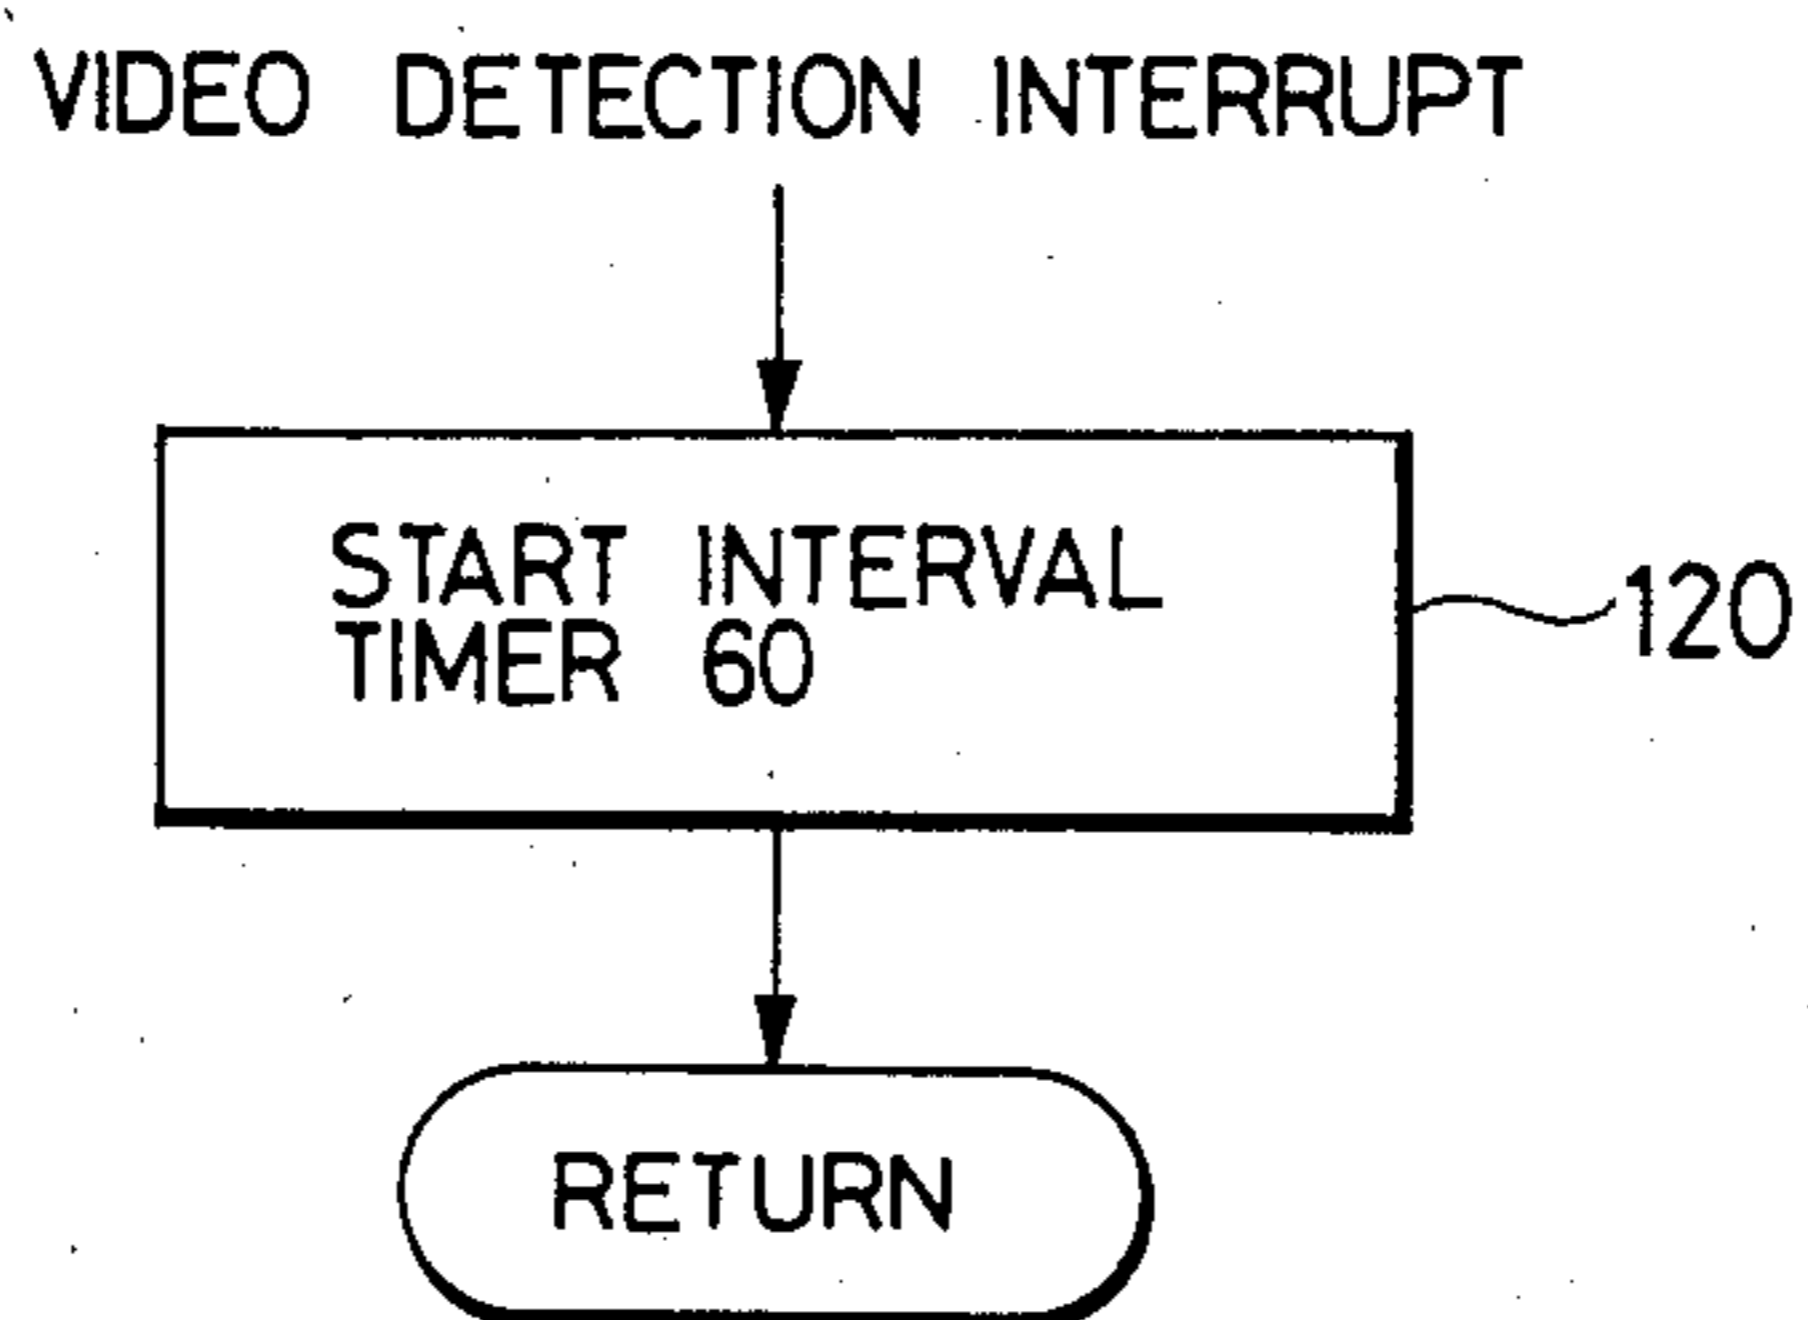 VIDEO DETECTION INTERRUPT
START INTERVAL
TIMER 60
120
RETURN